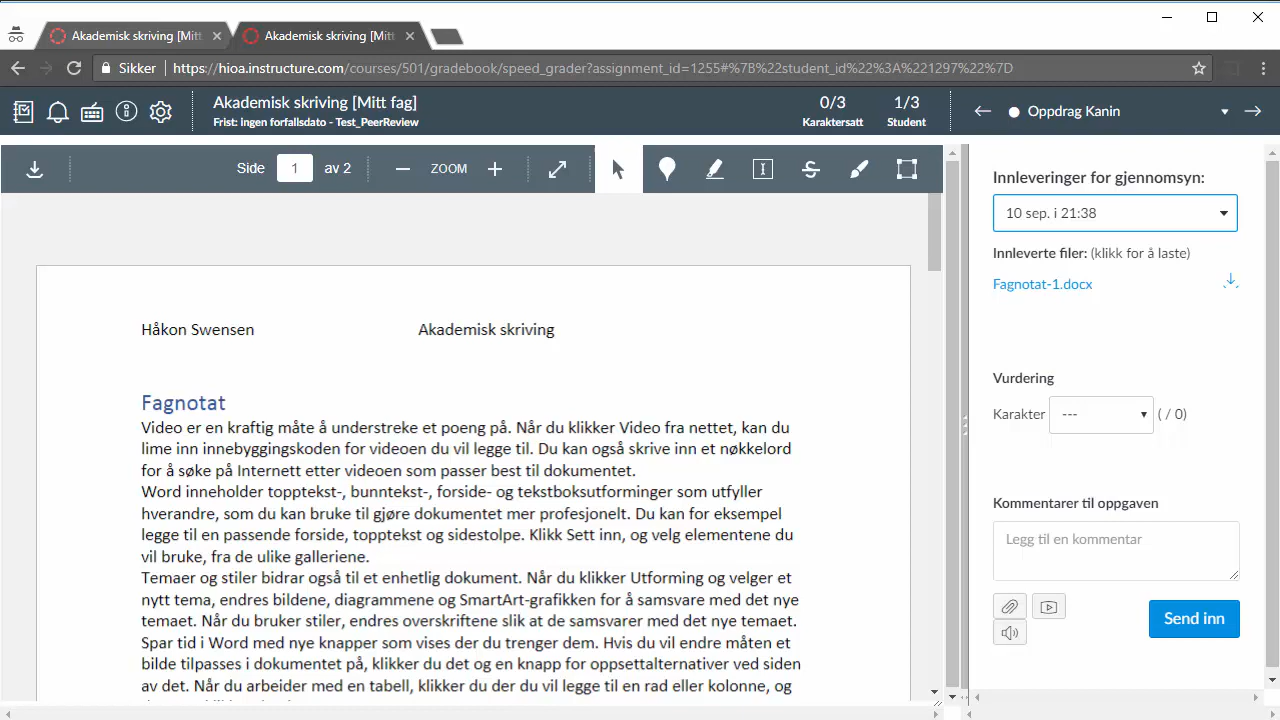 Akademisk skriving [Mitt
Akademisk skriving [Mitt
Sikker
https://hioa.instructure.com/courses/501/gradebook/speed_grader?assignment_id=1255#%7B%22student_id%22%3A%221297%22%7D
Akademisk skriving [Mitt fag]
Frist: ingen forfallsdato - Test_PeerReview
0/3
Karaktersatt
1/3
Student
Oppdrag Kanin
Side 1 av 2
ZOOM
Håkon Swensen Akademisk skriving
Fagnotat
Video er en kraftig måte å understreke et poeng på. Når du klikker Video fra nettet, kan du
lime inn innebyggingskoden for videoen du vil legge til. Du kan også skrive inn et nøkkelord
for å søke på Internett etter videoen som passer best til dokumentet.
Word inneholder topptekst-, bunntekst-, forside- og tekstboksutforminger som utfyller
hverandre, som du kan bruke til gjøre dokumentet mer profesjonelt. Du kan for eksempel
legge til en passende forside, topptekst og sidestolpe. Klikk Sett inn, og velg elementene du
vil bruke, fra de ulike galleriene.
Temaer og stiler bidrar også til et enhetlig dokument. Når du klikker Utforming og velger et
nytt tema, endres bildene, diagrammene og SmartArt-grafikken for å samsvare med det nye
temaet. Når du bruker stiler, endres overskriftene slik at de samsvarer med det nye temaet.
Spar tid i Word med nye knapper som vises der du trenger dem. Hvis du vil endre måten et
bilde tilpasses i dokumentet på, klikker du det og en knapp for oppsettalternativer ved siden
av det. Når du arbeider med en tabell, klikker du der du vil legge til en rad eller kolonne, og
Innleveringer for gjennomsyn:
10 sep. i 21:38
Innleverte filer: (klikk for å laste)
Fagnotat-1.docx
Vurdering
Karakter --- ( / 0)
Kommentarer til oppgaven
Legg til en kommentar
Send inn